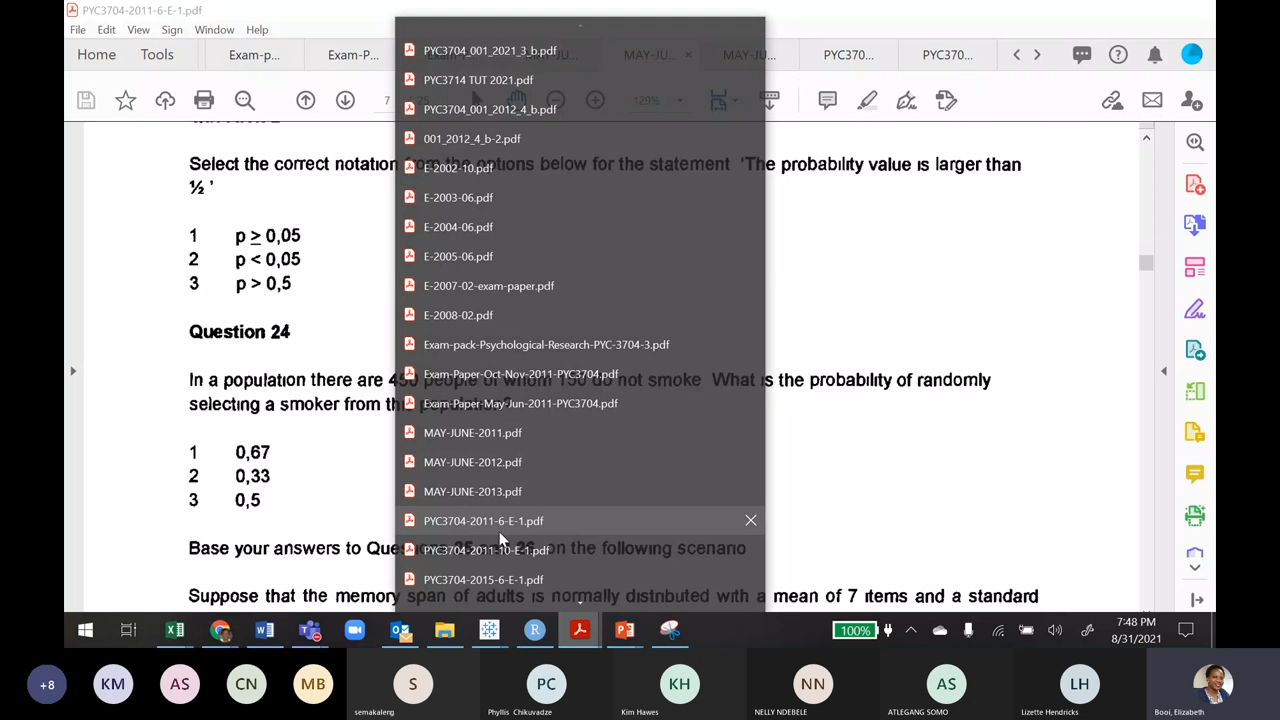 PYC3704-2011-6-E-1.pdf
File Edit View Sign Window Help
Home Tools Exam-p... Exam-P... MAY-JU... × MAY-JU... PYC370... PYC370...
7 129%
Select the correct notation from the options below for the statement 'The probability value is larger than
½ '
1 p ≥ 0,05
2 p < 0,05
3 p > 0,5
Question 24
In a population there are 450 people of whom 150 do not smoke What is the probability of randomly
selecting a smoker from this population?
1 0,67
2 0,33
3 0,5
Base your answers to Questions 25 and 26 on the following scenario
Suppose that the memory span of adults is normally distributed with a mean of 7 items and a standard
PYC3704_001_2021_3_b.pdf
PYC3714 TUT 2021.pdf
PYC3704_001_2012_4_b.pdf
001_2012_4_b-2.pdf
E-2002-10.pdf
E-2003-06.pdf
E-2004-06.pdf
E-2005-06.pdf
E-2007-02-exam-paper.pdf
E-2008-02.pdf
Exam-pack-Psychological-Research-PYC-3704-3.pdf
Exam-Paper-Oct-Nov-2011-PYC3704.pdf
Exam-Paper-May-Jun-2011-PYC3704.pdf
MAY-JUNE-2011.pdf
MAY-JUNE-2012.pdf
MAY-JUNE-2013.pdf
PYC3704-2011-6-E-1.pdf
PYC3704-2011-10-E-1.pdf
PYC3704-2015-6-E-1.pdf
100%
7:48 PM
8/31/2021
+8 KM AS CN MB S PC KH NN AS LH
semakaleng Phyllis Chikuvadze Kim Hawes NELLY NDEBELE ATLEGANG SOMO Lizette Hendricks Booi, Elizabeth